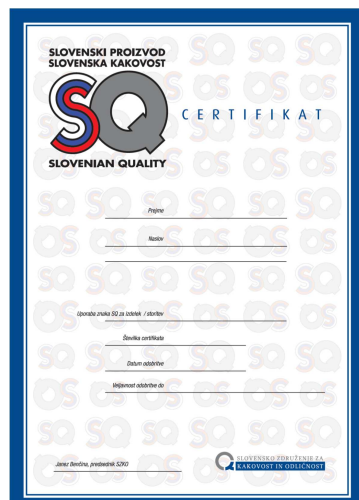 SLOVENSKI PROIZVOD
SLOVENSKA KAKOVOST
SQ
CERTIFIKAT
SLOVENIAN QUALITY
Prejme
Naslov
Uporaba znaka SQ za izdelek / storitev
Številka certifikata
Datum odobritve
Veljavnost odobritve do
Janez Benčina, predsednik SZKO
SLOVENSKO ZDRUŽENJE ZA
KAKOVOST IN ODLIČNOST